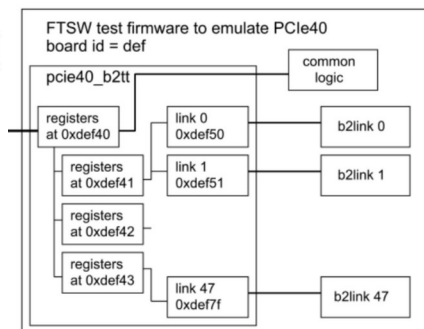 FTSW test firmware to emulate PCIe40
board id = def
common
logic
pcie40_b2tt
registers
at 0xdef40
link 0
0xdef50
b2link 0
registers
at 0xdef41
link 1
0xdef51
b2link 1
registers
at 0xdef42
registers
at 0xdef43
link 47
0xdef7f
b2link 47